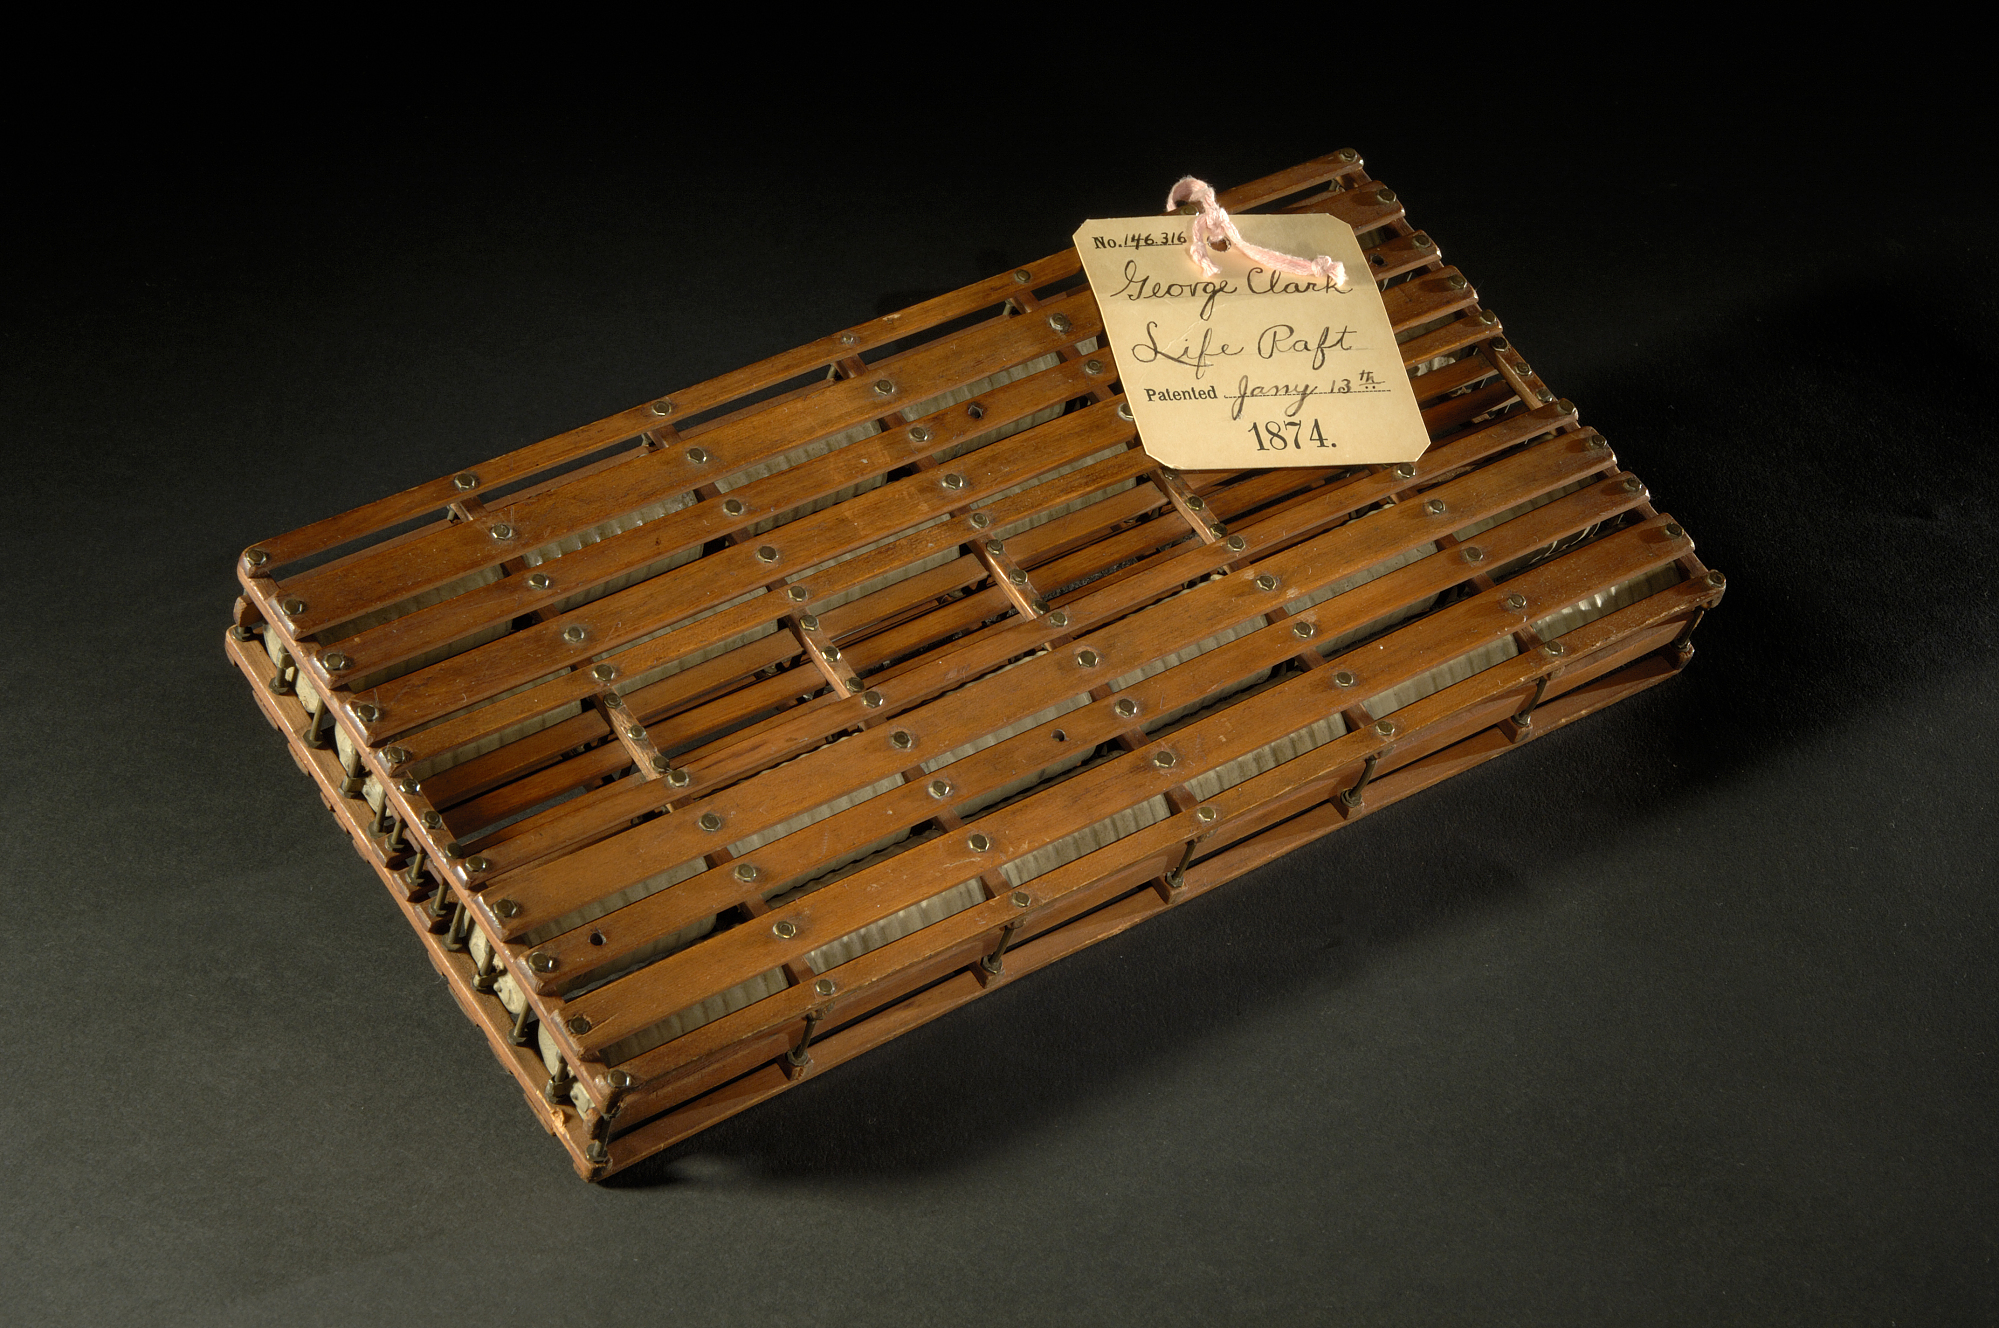 No. 146.316
George Clark
Life Raft
Patented Jany 13th
1874.